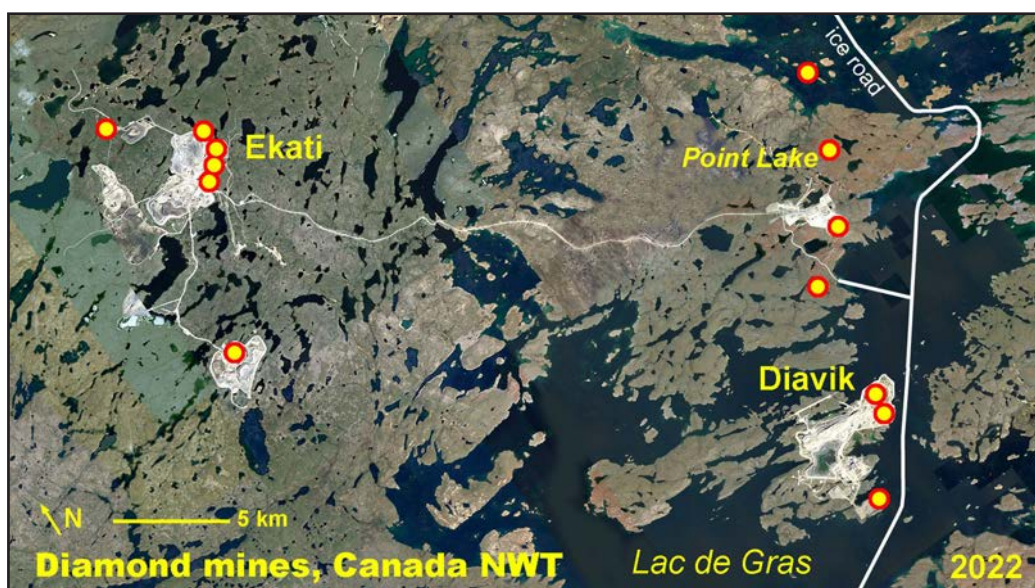 ice road
Ekati
Point Lake
Diavik
N
5 km
Diamond mines, Canada NWT
Lac de Gras
2022